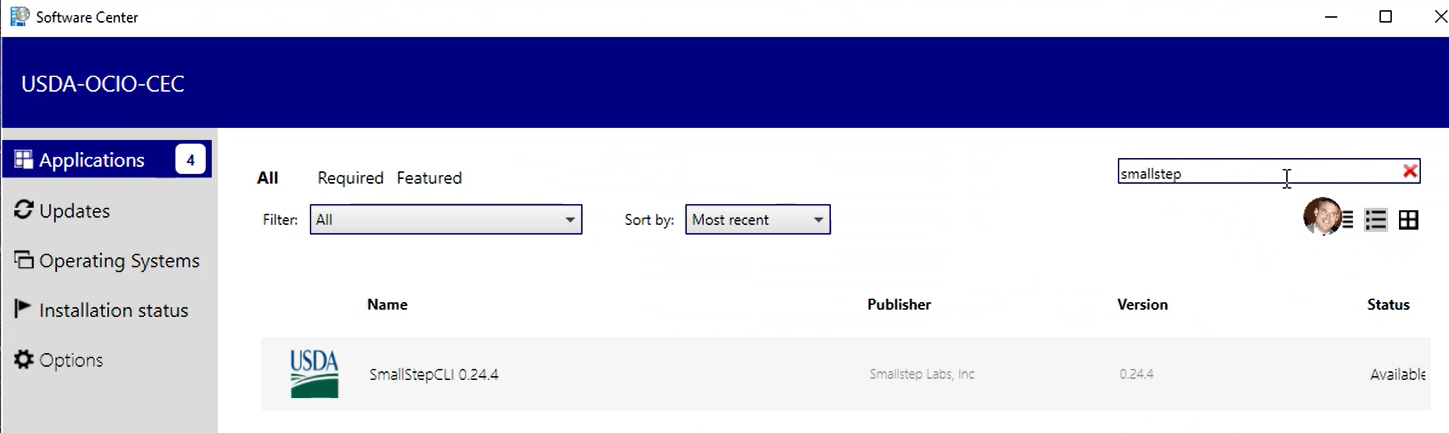 Software Center
USDA-OCIO-CEC
Applications 4
Updates
Operating Systems
Installation status
Options
All Required Featured
smallstep
Filter: All Sort by: Most recent
Name Publisher Version Status
USDA SmallStepCLI 0.24.4 Smallstep Labs, Inc 0.24.4 Available